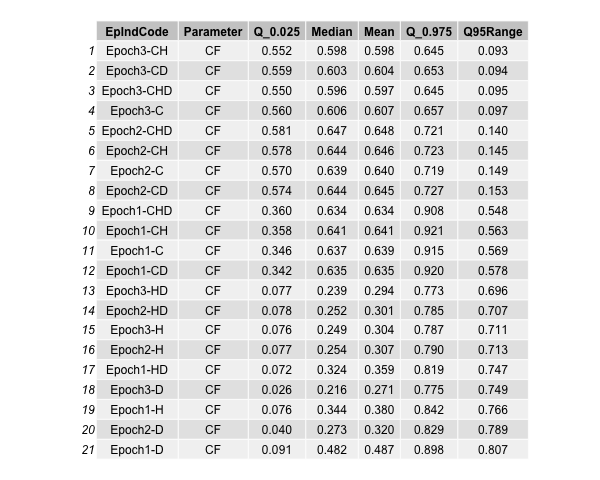 EpIndCode Parameter Q_0.025 Median Mean Q_0.975 Q95Range
1 Epoch3-CH CF 0.552 0.598 0.598 0.645 0.093
2 Epoch3-CD CF 0.559 0.603 0.604 0.653 0.094
3 Epoch3-CHD CF 0.550 0.596 0.597 0.645 0.095
4 Epoch3-C CF 0.560 0.606 0.607 0.657 0.097
5 Epoch2-CHD CF 0.581 0.647 0.648 0.721 0.140
6 Epoch2-CH CF 0.578 0.644 0.646 0.723 0.145
7 Epoch2-C CF 0.570 0.639 0.640 0.719 0.149
8 Epoch2-CD CF 0.574 0.644 0.645 0.727 0.153
9 Epoch1-CHD CF 0.360 0.634 0.634 0.908 0.548
10 Epoch1-CH CF 0.358 0.641 0.641 0.921 0.563
11 Epoch1-C CF 0.346 0.637 0.639 0.915 0.569
12 Epoch1-CD CF 0.342 0.635 0.635 0.920 0.578
13 Epoch3-HD CF 0.077 0.239 0.294 0.773 0.696
14 Epoch2-HD CF 0.078 0.252 0.301 0.785 0.707
15 Epoch3-H CF 0.076 0.249 0.304 0.787 0.711
16 Epoch2-H CF 0.077 0.254 0.307 0.790 0.713
17 Epoch1-HD CF 0.072 0.324 0.359 0.819 0.747
18 Epoch3-D CF 0.026 0.216 0.271 0.775 0.749
19 Epoch1-H CF 0.076 0.344 0.380 0.842 0.766
20 Epoch2-D CF 0.040 0.273 0.320 0.829 0.789
21 Epoch1-D CF 0.091 0.482 0.487 0.898 0.807